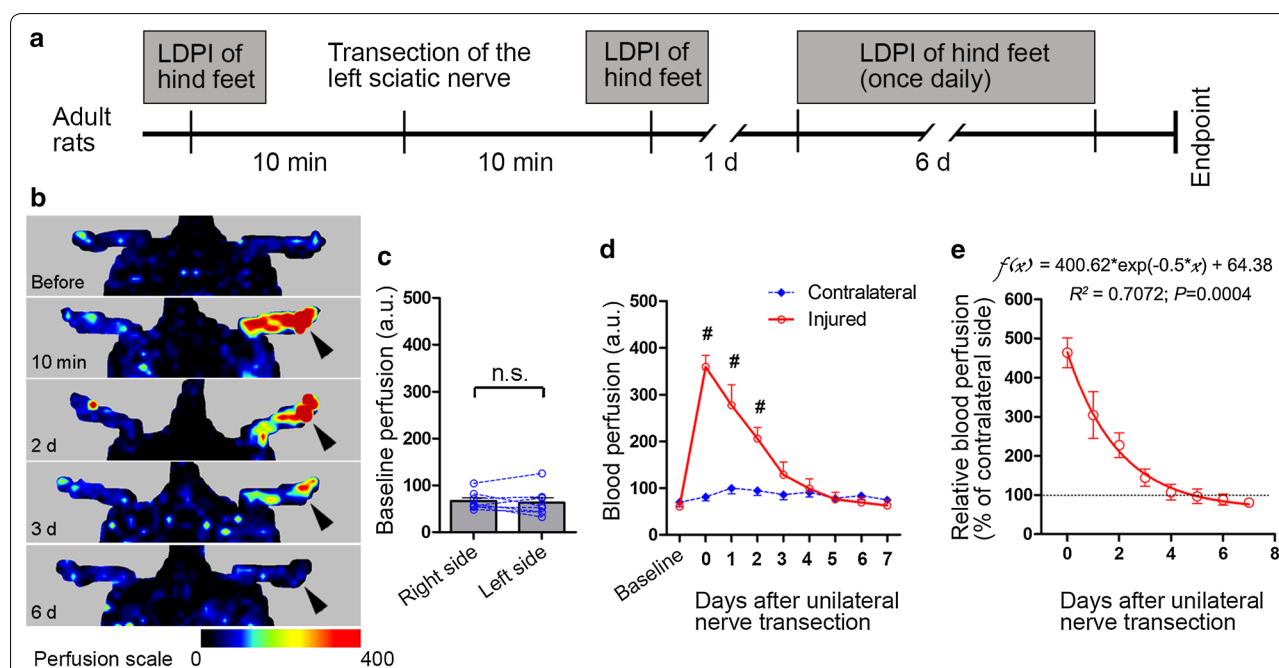 a
LDPI of
hind feet
Transection of the
left sciatic nerve
LDPI of
hind feet
LDPI of hind feet
(once daily)
Adult
rats
10 min
10 min
1 d
6 d
Endpoint
b
Before
10 min
2 d
3 d
6 d
Perfusion scale 0 400
c
Baseline perfusion (a.u.)
500
400
300
200
100
0
n.s.
Right side
Left side
d
Blood perfusion (a.u.)
500
400
300
200
100
0
Contralateral
Injured
#
#
#
Baseline 0 1 2 3 4 5 6 7
Days after unilateral
nerve transection
e
f(x) = 400.62*exp(-0.5*x) + 64.38
R² = 0.7072; P=0.0004
Relative blood perfusion
(% of contralateral side)
600
500
400
300
200
100
0
0 2 4 6 8
Days after unilateral
nerve transection